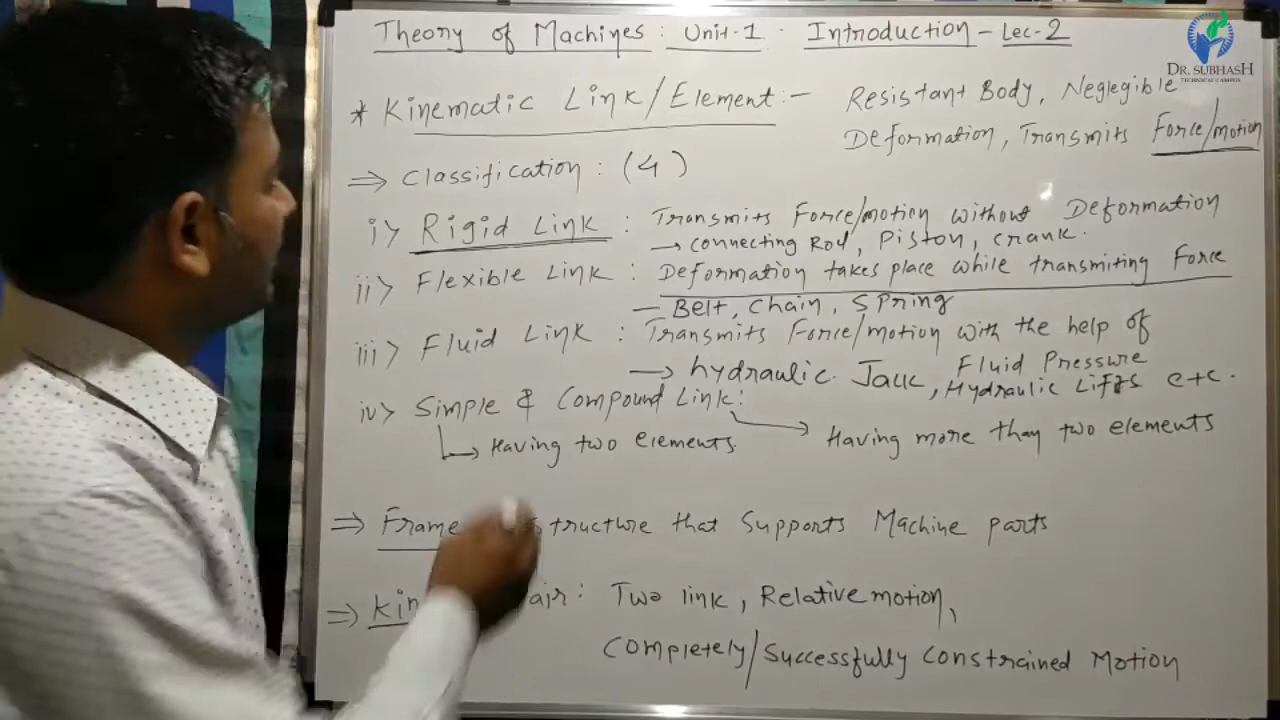 Theory of Machines : Unit-1 . Introduction - Lec-2
DR. SUBHASH
TECHNICAL CAMPUS
* Kinematic Link/Element :- Resistant Body, Neglegible
Deformation, Transmits Force/motion
⇒ Classification : (4)
i> Rigid Link : Transmits Force/motion without Deformation
→ connecting Rod, Piston, Crank.
ii> Flexible Link : Deformation takes place while transmiting Force
- Belt, Chain, Spring
iii> Fluid Link : Transmits Force/motion with the help of
Fluid Pressure
→ hydraulic. Jack, Hydraulic Lifts etc.
iv> Simple & Compound Link :
↳ Having two elements → Having more than two elements
⇒ Frame structure that supports Machine parts
⇒ Kin air : Two link, Relative motion,
Completely/Successfully constrained Motion